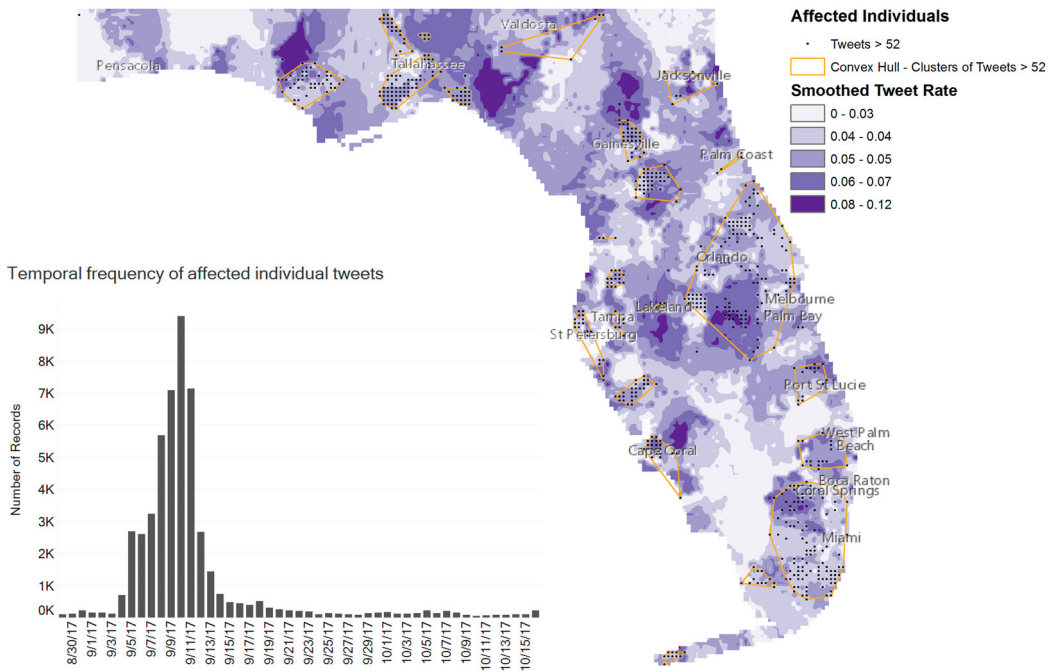 Affected Individuals
Tweets > 52
Convex Hull - Clusters of Tweets > 52
Smoothed Tweet Rate
0 - 0.03
0.04 - 0.04
0.05 - 0.05
0.06 - 0.07
0.08 - 0.12
Valdosta
Pensacola
Tallahassee
Jacksonville
Gainesville
Palm Coast
Orlando
Melbourne
Lakeland
Palm Bay
Tampa
St Petersburg
Port St Lucie
West Palm
Beach
Cape Coral
Boca Raton
Coral Springs
Miami
Temporal frequency of affected individual tweets
Number of Records
9K
8K
7K
6K
5K
4K
3K
2K
1K
0K
8/30/17
9/1/17
9/3/17
9/5/17
9/7/17
9/9/17
9/11/17
9/13/17
9/15/17
9/17/17
9/19/17
9/21/17
9/23/17
9/25/17
9/27/17
9/29/17
10/1/17
10/3/17
10/5/17
10/7/17
10/9/17
10/11/17
10/13/17
10/15/17